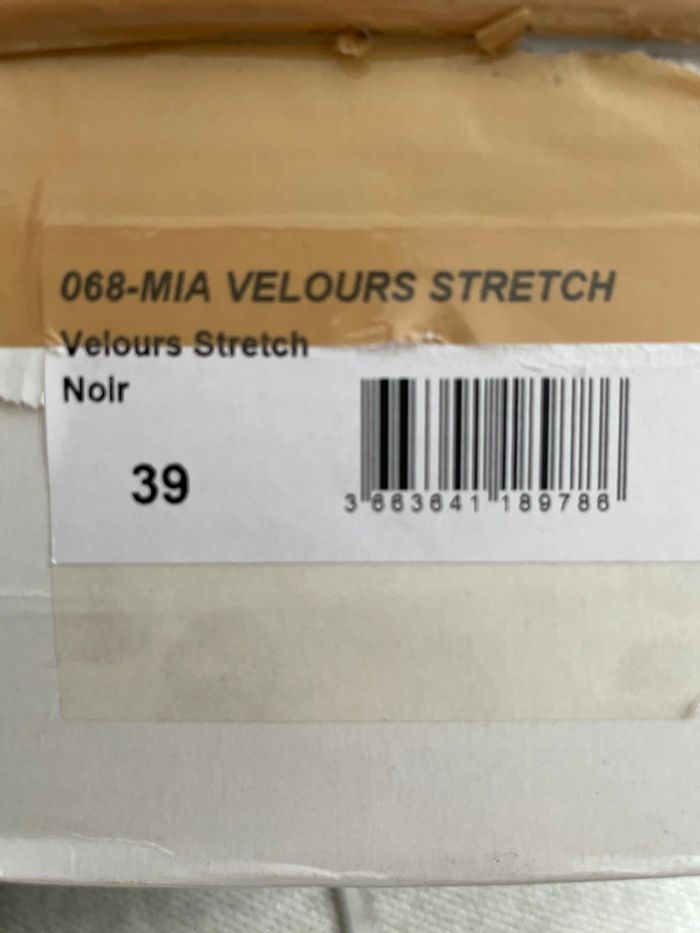 068-MIA VELOURS STRETCH
Velours Stretch
Noir
39
3 663641 189786